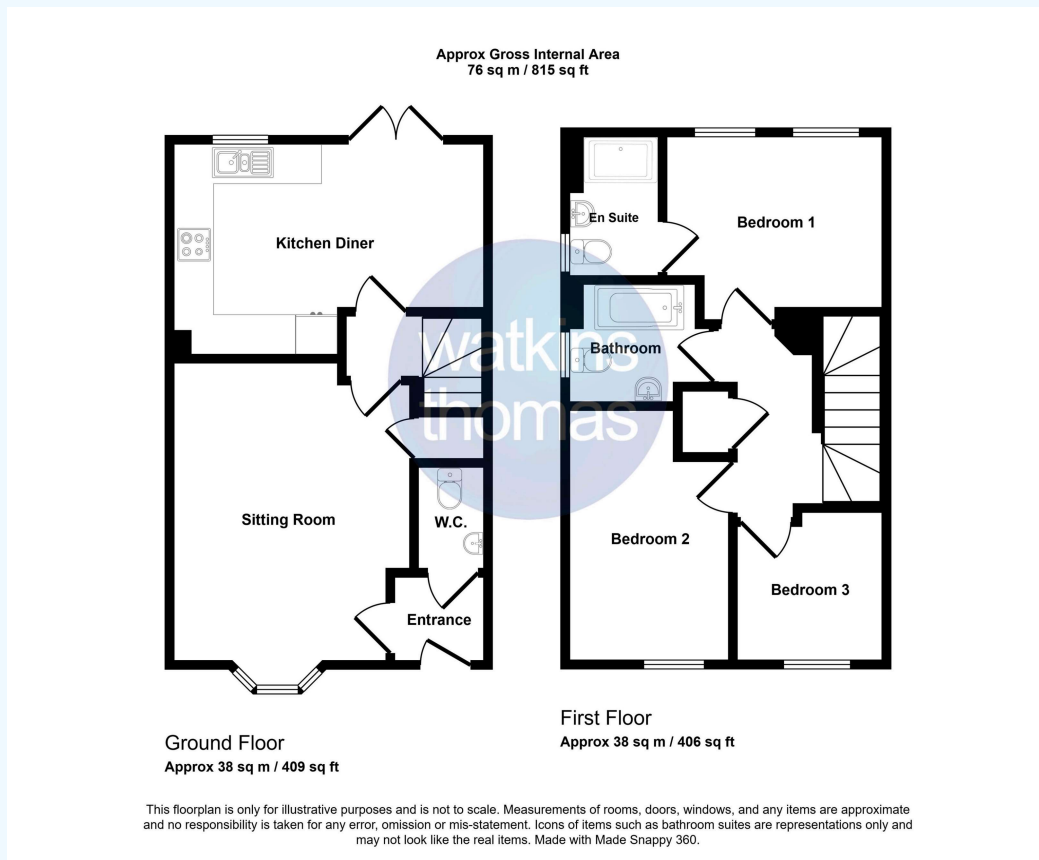 Approx Gross Internal Area
76 sq m / 815 sq ft
Kitchen Diner
En Suite
Bedroom 1
Bathroom
watkins
thomas
Sitting Room
W.C.
Bedroom 2
Bedroom 3
Entrance
Ground Floor
Approx 38 sq m / 409 sq ft
First Floor
Approx 38 sq m / 406 sq ft
This floorplan is only for illustrative purposes and is not to scale. Measurements of rooms, doors, windows, and any items are approximate
and no responsibility is taken for any error, omission or mis-statement. Icons of items such as bathroom suites are representations only and
may not look like the real items. Made with Made Snappy 360.